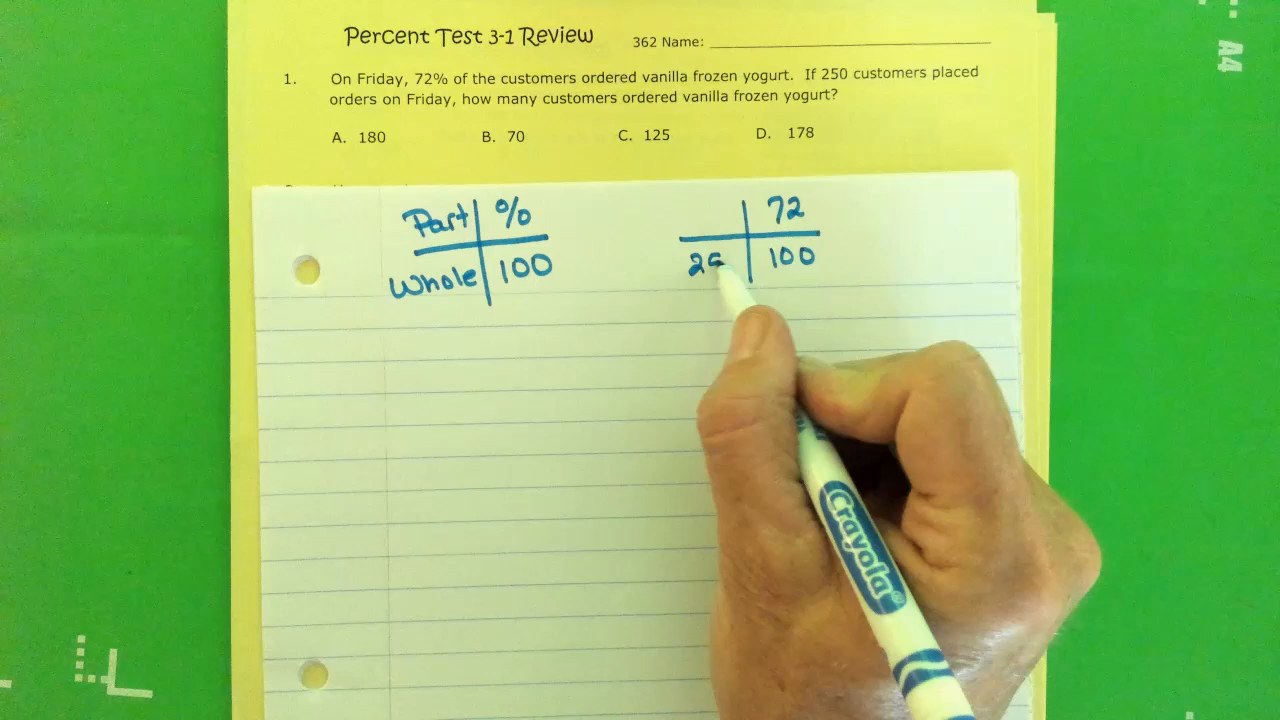 Percent Test 3-1 Review 362 Name:
1. On Friday, 72% of the customers ordered vanilla frozen yogurt. If 250 customers placed
orders on Friday, how many customers ordered vanilla frozen yogurt?
A. 180 B. 70 C. 125 D. 178
Part % 72
Whole 100 25 100
Crayola®
A4